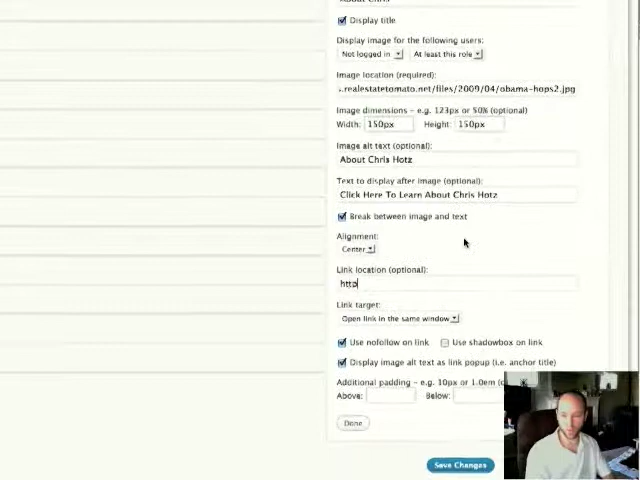 Display title
Display image for the following users:
Not logged in At least this role
Image location (required):
.realestatetomato.net/files/2009/04/obama-hops2.jpg
Image dimensions - e.g. 123px or 50% (optional)
Width: 150px Height: 150px
Image alt text (optional):
About Chris Hotz
Text to display after image (optional):
Click Here To Learn About Chris Hotz
Break between image and text
Alignment:
Center
Link location (optional):
http
Link target:
Open link in the same window
Use nofollow on link Use shadowbox on link
Display image alt text as link popup (i.e. anchor title)
Additional padding - e.g. 10px or 1.0em
Above: Below:
Done
Save Changes